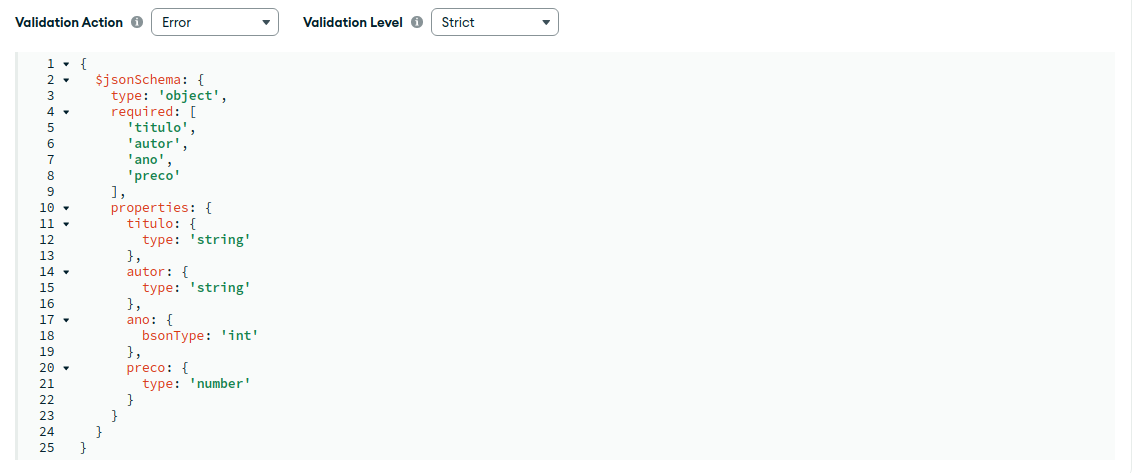 Validation Action Error Validation Level Strict
1 {
2 $jsonSchema: {
3 type: 'object',
4 required: [
5 'titulo',
6 'autor',
7 'ano',
8 'preco'
9 ],
10 properties: {
11 titulo: {
12 type: 'string'
13 },
14 autor: {
15 type: 'string'
16 },
17 ano: {
18 bsonType: 'int'
19 },
20 preco: {
21 type: 'number'
22 }
23 }
24 }
25 }